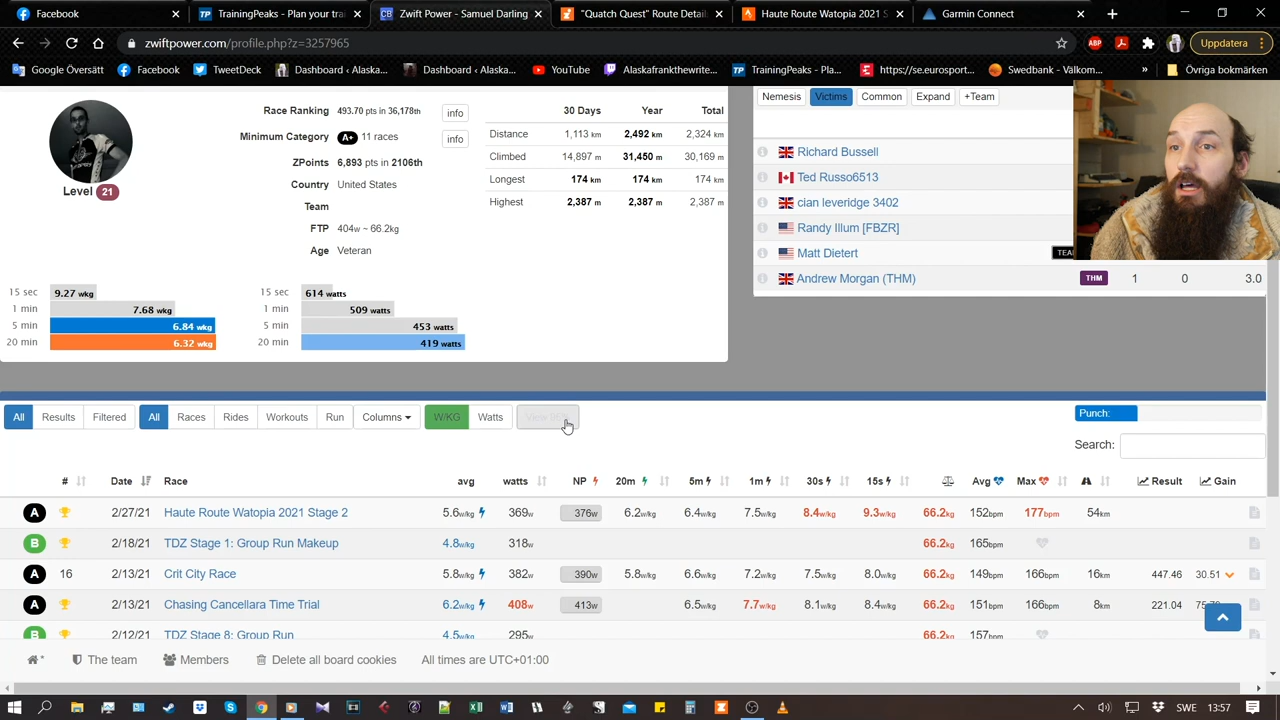 Facebook
TrainingPeaks - Plan your trai
Zwift Power - Samuel Darling
"Quatch Quest" Route Detail
Haute Route Watopia 2021 S
Garmin Connect
zwiftpower.com/profile.php?z=3257965
ABP
Uppdatera
Google Översätt
Facebook
TweetDeck
Dashboard ‹ Alaska...
Dashboard ‹ Alaska...
YouTube
Alaskafrankthewrite...
TrainingPeaks - Pla...
https://se.eurosport...
Swedbank - Välkom...
Övriga bokmärken
Level 21
Race Ranking 493.70 pts in 36,178th info
Minimum Category A+ 11 races info
ZPoints 6,893 pts in 2106th
Country United States
Team
FTP 404w ~ 66.2kg
Age Veteran
30 Days Year Total
Distance 1,113 km 2,492 km 2,324 km
Climbed 14,897 m 31,450 m 30,169 m
Longest 174 km 174 km 174 km
Highest 2,387 m 2,387 m 2,387 m
15 sec 9.27 wkg
1 min 7.68 wkg
5 min 6.84 wkg
20 min 6.32 wkg
15 sec 614 watts
1 min 509 watts
5 min 453 watts
20 min 419 watts
Nemesis Victims Common Expand +Team
Richard Bussell
Ted Russo6513
cian leveridge 3402
Randy Illum [FBZR]
Matt Dietert
Andrew Morgan (THM) THM 1 0 3.0
All Results Filtered All Races Rides Workouts Run Columns W/KG Watts
Punch:
Search:
# Date Race avg watts NP 20m 5m 1m 30s 15s Avg Max Result Gain
A 2/27/21 Haute Route Watopia 2021 Stage 2 5.6w/kg 369w 376w 6.2w/kg 6.4w/kg 7.5w/kg 8.4w/kg 9.3w/kg 66.2kg 152bpm 177bpm 54km
B 2/18/21 TDZ Stage 1: Group Run Makeup 4.8w/kg 318w 66.2kg 165bpm
A 16 2/13/21 Crit City Race 5.8w/kg 382w 390w 5.8w/kg 6.6w/kg 7.2w/kg 7.5w/kg 8.0w/kg 66.2kg 149bpm 166bpm 16km 447.46 30.51
A 2/13/21 Chasing Cancellara Time Trial 6.2w/kg 408w 413w 6.5w/kg 7.7w/kg 8.1w/kg 8.4w/kg 66.2kg 151bpm 166bpm 8km 221.04
B 2/12/21 TDZ Stage 8: Group Run 4.5w/kg 295w 66.2kg 157bpm
* The team Members Delete all board cookies All times are UTC+01:00
SWE 13:57